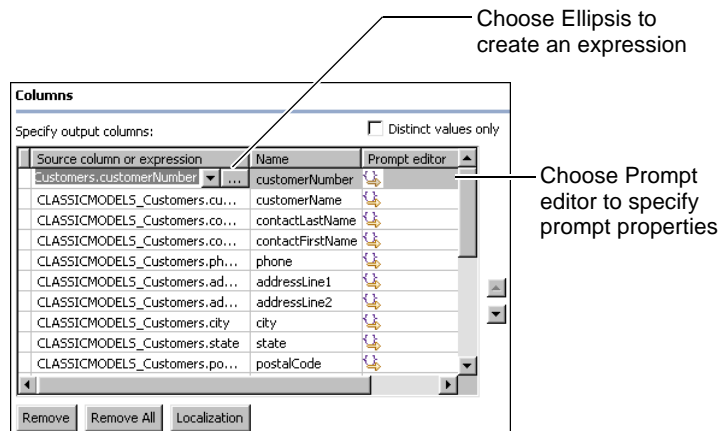 Choose Ellipsis to
create an expression
Columns
Specify output columns:
Distinct values only
Source column or expression Name Prompt editor
Customers.customerNumber ... customerNumber
CLASSICMODELS_Customers.cu... customerName
CLASSICMODELS_Customers.co... contactLastName
CLASSICMODELS_Customers.co... contactFirstName
CLASSICMODELS_Customers.ph... phone
CLASSICMODELS_Customers.ad... addressLine1
CLASSICMODELS_Customers.ad... addressLine2
CLASSICMODELS_Customers.city city
CLASSICMODELS_Customers.state state
CLASSICMODELS_Customers.po... postalCode
Choose Prompt
editor to specify
prompt properties
Remove Remove All Localization